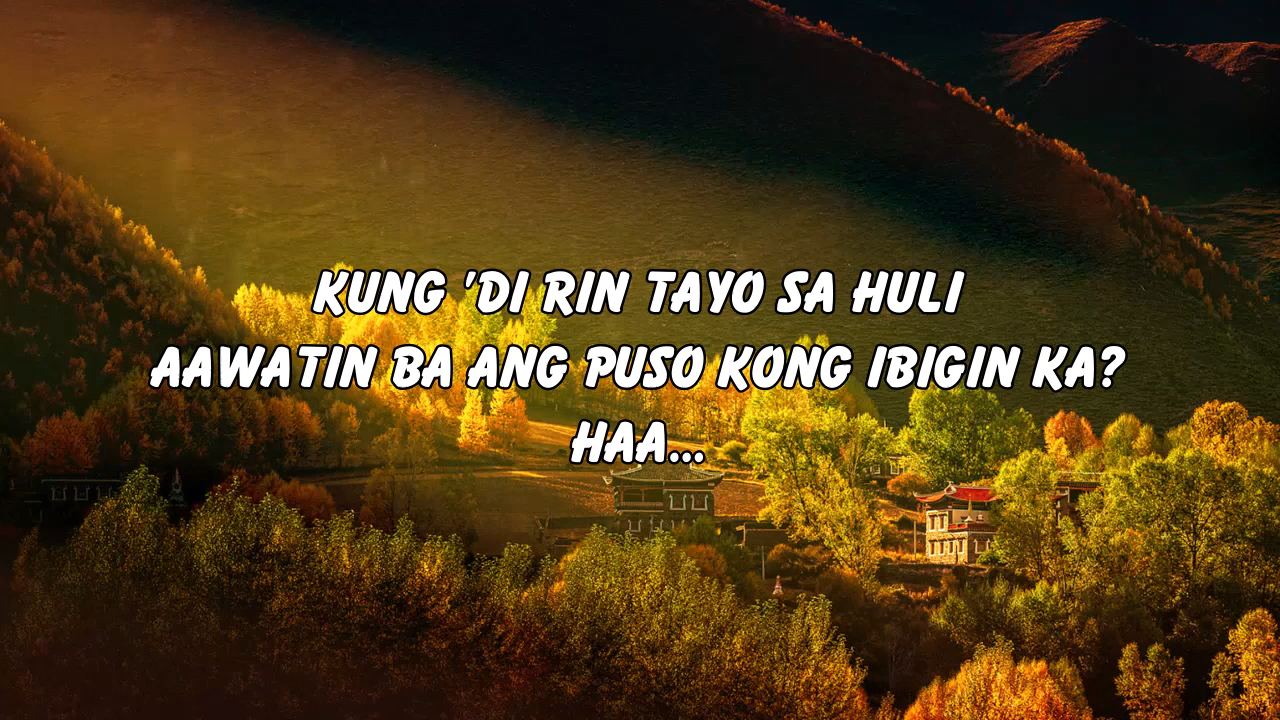 KUNG 'DI RIN TAYO SA HULI
AAWATIN BA ANG PUSO KONG IBIGIN KA?
HAA...